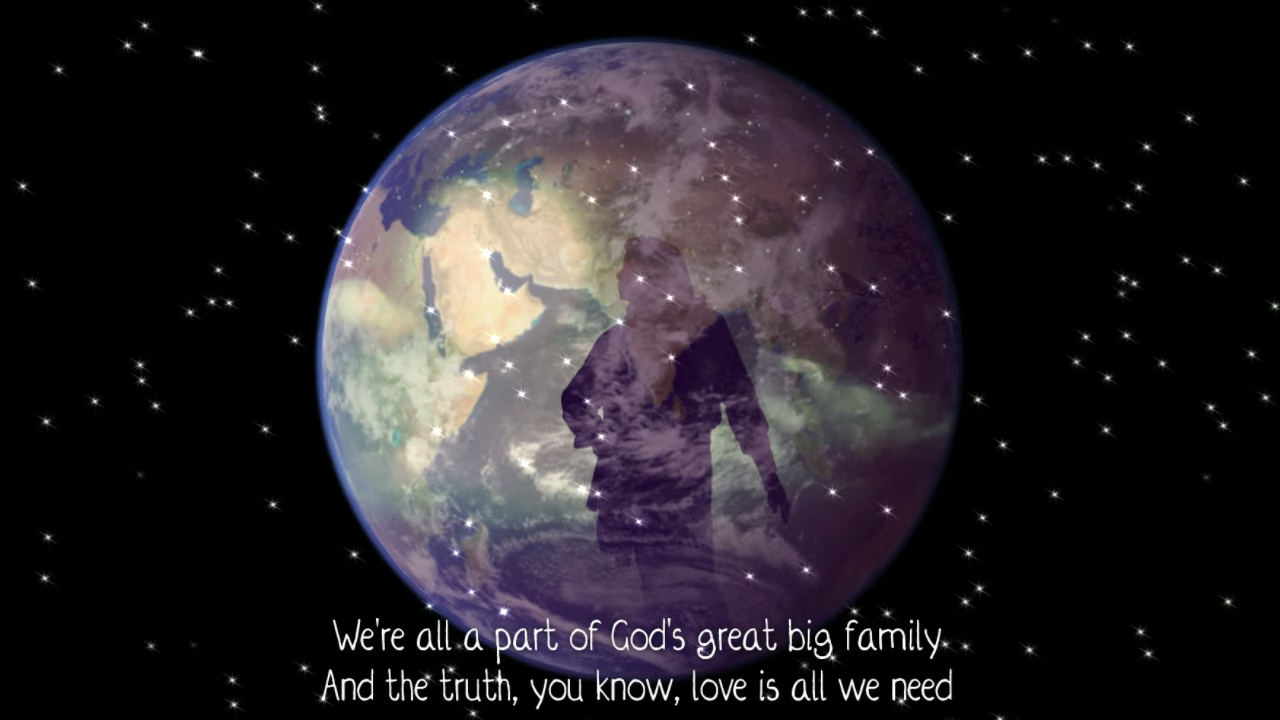 We're all a part of God's great big family
And the truth, you know, love is all we need